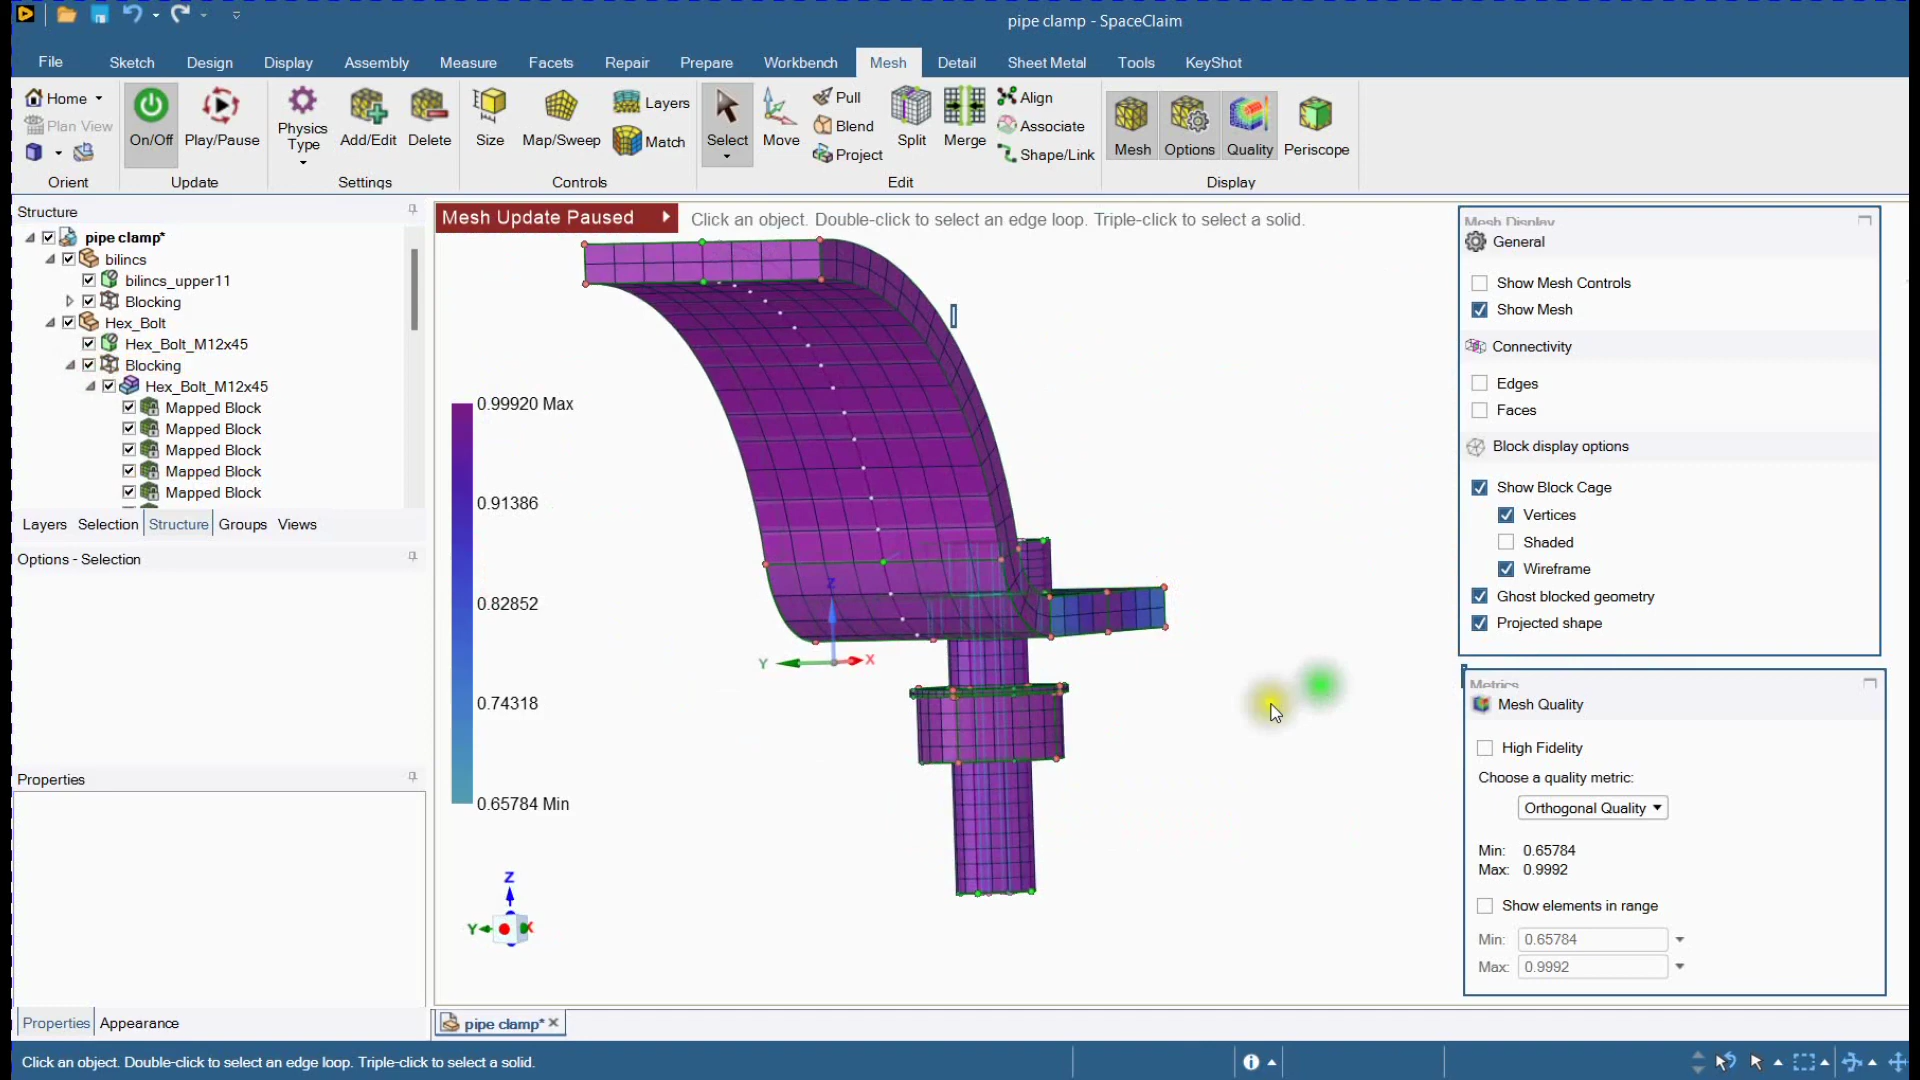 pipe clamp - SpaceClaim
File Sketch Design Display Assembly Measure Facets Repair Prepare Workbench Mesh Detail Sheet Metal Tools KeyShot
Home
Plan View
Orient
On/Off
Play/Pause
Update
Physics
Type
Add/Edit
Delete
Settings
Size
Map/Sweep
Layers
Match
Controls
Select
Move
Pull
Blend
Project
Split
Merge
Align
Associate
Shape/Link
Edit
Mesh
Options
Quality
Periscope
Display
Structure
pipe clamp*
bilincs
bilincs_upper11
Blocking
Hex_Bolt
Hex_Bolt_M12x45
Blocking
Hex_Bolt_M12x45
Mapped Block
Mapped Block
Mapped Block
Mapped Block
Mapped Block
Layers Selection Structure Groups Views
Options - Selection
Properties
Properties Appearance
Mesh Update Paused
Click an object. Double-click to select an edge loop. Triple-click to select a solid.
0.99920 Max
0.91386
0.82852
0.74318
0.65784 Min
Z
Y
X
Z
Y
X
Mesh Display
General
Show Mesh Controls
Show Mesh
Connectivity
Edges
Faces
Block display options
Show Block Cage
Vertices
Shaded
Wireframe
Ghost blocked geometry
Projected shape
Metrics
Mesh Quality
High Fidelity
Choose a quality metric:
Orthogonal Quality
Min: 0.65784
Max: 0.9992
Show elements in range
Min: 0.65784
Max: 0.9992
pipe clamp*
Click an object. Double-click to select an edge loop. Triple-click to select a solid.